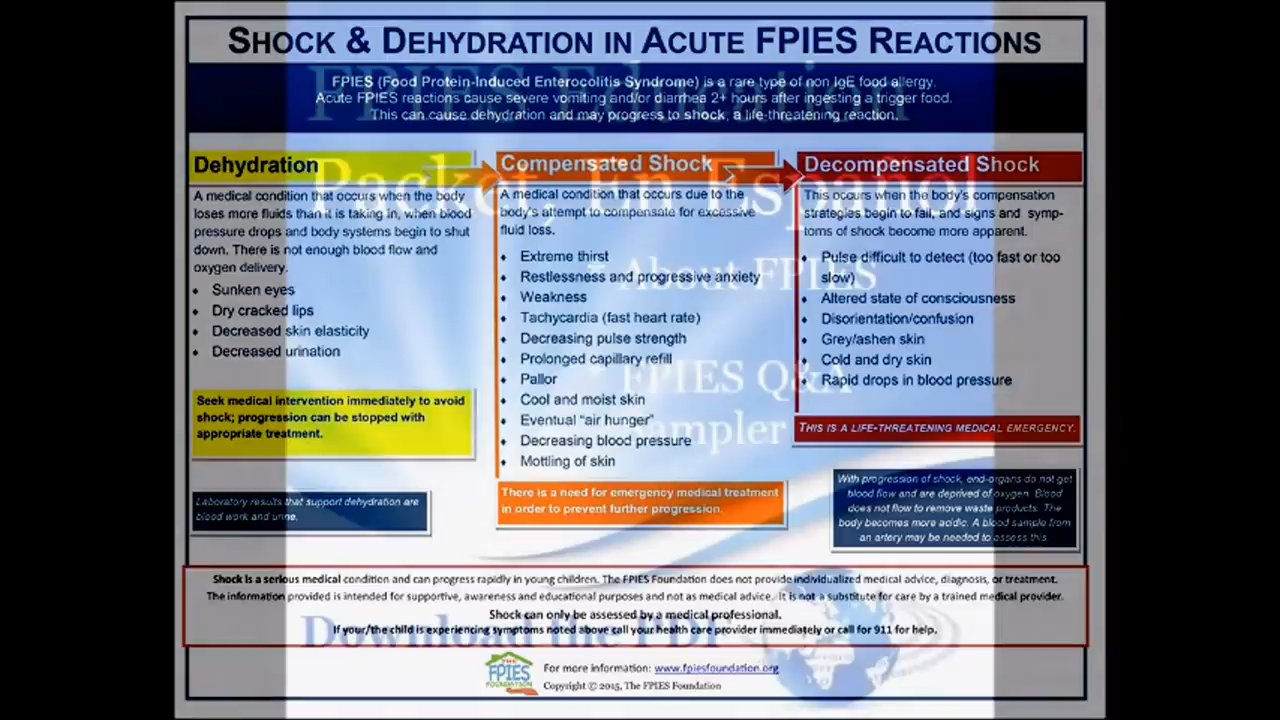 SHOCK & DEHYDRATION IN ACUTE FPIES REACTIONS
FPIES (Food Protein-Induced Enterocolitis Syndrome) is a rare type of non IgE food allergy.
Acute FPIES reactions cause severe vomiting and/or diarrhea 2+ hours after ingesting a trigger food.
This can cause dehydration and may progress to shock, a life-threatening reaction.
FPIES Education
Packet, En Español
Dehydration
A medical condition that occurs when the body
loses more fluids than it is taking in, when blood
pressure drops and body systems begin to shut
down. There is not enough blood flow and
oxygen delivery.
♦ Sunken eyes
♦ Dry cracked lips
♦ Decreased skin elasticity
♦ Decreased urination
Seek medical intervention immediately to avoid
shock; progression can be stopped with
appropriate treatment.
Laboratory results that support dehydration are
blood work and urine.
Compensated Shock
A medical condition that occurs due to the
body's attempt to compensate for excessive
fluid loss.
♦ Extreme thirst
♦ Restlessness and progressive anxiety
♦ Weakness
♦ Tachycardia (fast heart rate)
♦ Decreasing pulse strength
♦ Prolonged capillary refill
♦ Pallor
♦ Cool and moist skin
♦ Eventual "air hunger"
♦ Decreasing blood pressure
♦ Mottling of skin
There is a need for emergency medical treatment
in order to prevent further progression.
Decompensated Shock
This occurs when the body's compensation
strategies begin to fail, and signs and symp-
toms of shock become more apparent.
♦ Pulse difficult to detect (too fast or too
slow)
♦ Altered state of consciousness
♦ Disorientation/confusion
♦ Grey/ashen skin
♦ Cold and dry skin
♦ Rapid drops in blood pressure
THIS IS A LIFE-THREATENING MEDICAL EMERGENCY.
With progression of shock, end-organs do not get
blood flow and are deprived of oxygen. Blood
does not flow to remove waste products. The
body becomes more acidic. A blood sample from
an artery may be needed to assess this.
• About FPIES
• FPIES Q&A
Sampler
Shock is a serious medical condition and can progress rapidly in young children. The FPIES Foundation does not provide individualized medical advice, diagnosis, or treatment.
The information provided is intended for supportive, awareness and educational purposes and not as medical advice. It is not a substitute for care by a trained medical provider.
Shock can only be assessed by a medical professional.
If your/the child is experiencing symptoms noted above call your health care provider immediately or call for 911 for help.
Download the PDF
THE
FPIES
FOUNDATION
For more information: www.fpiesfoundation.org
Copyright © 2015, The FPIES Foundation